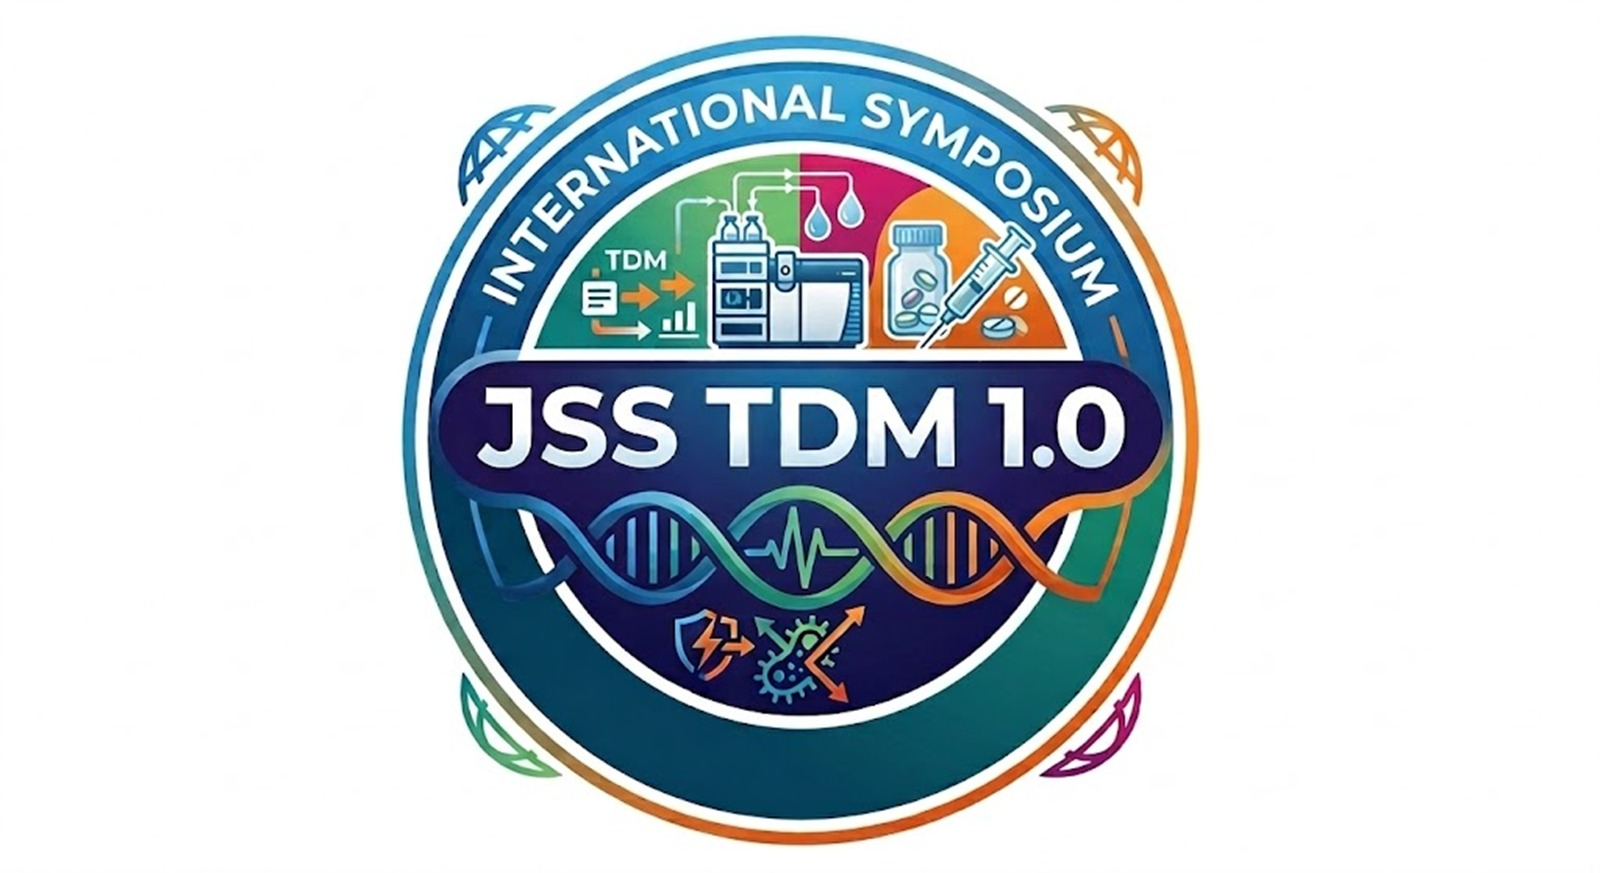 INTERNATIONAL SYMPOSIUM
TDM
JSS TDM 1.0